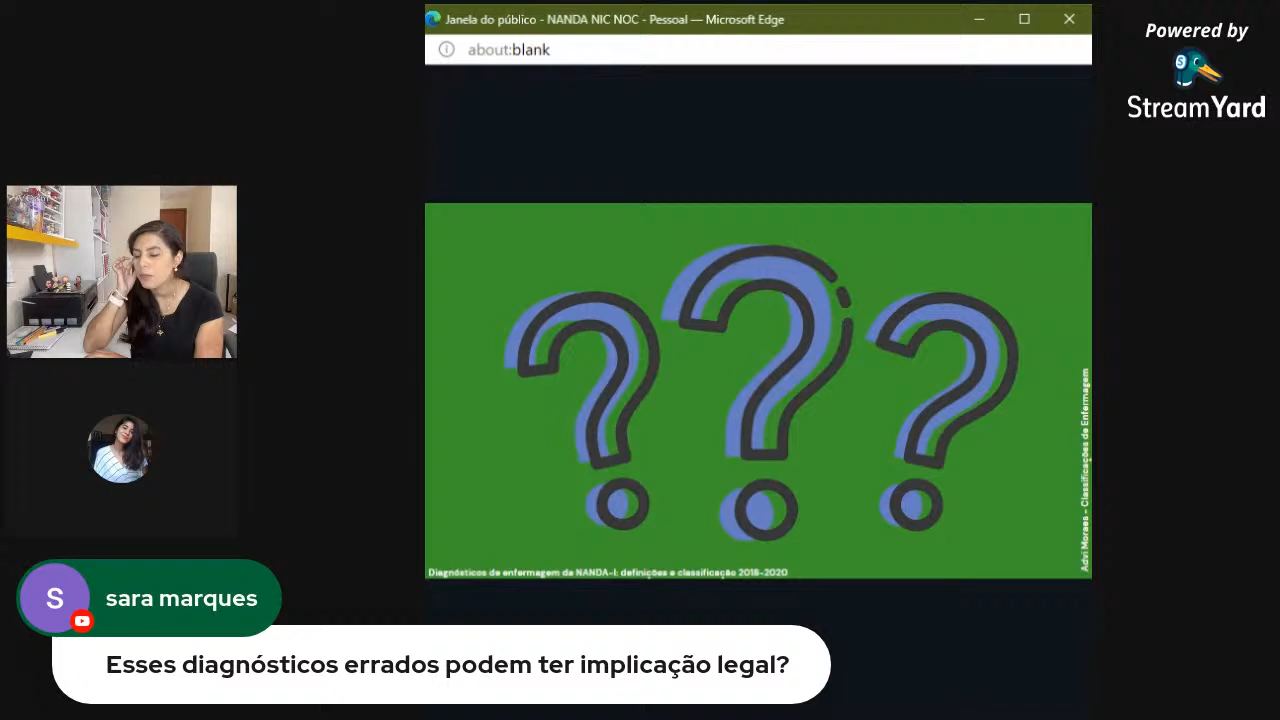 Janela do público - NANDA NIC NOC - Pessoal — Microsoft Edge
about:blank
Powered by
StreamYard
???
Advi Moraes - Classificações de Enfermagem
Diagnósticos de enfermagem da NANDA-I: definições e classificação 2018-2020
S
sara marques
Esses diagnósticos errados podem ter implicação legal?